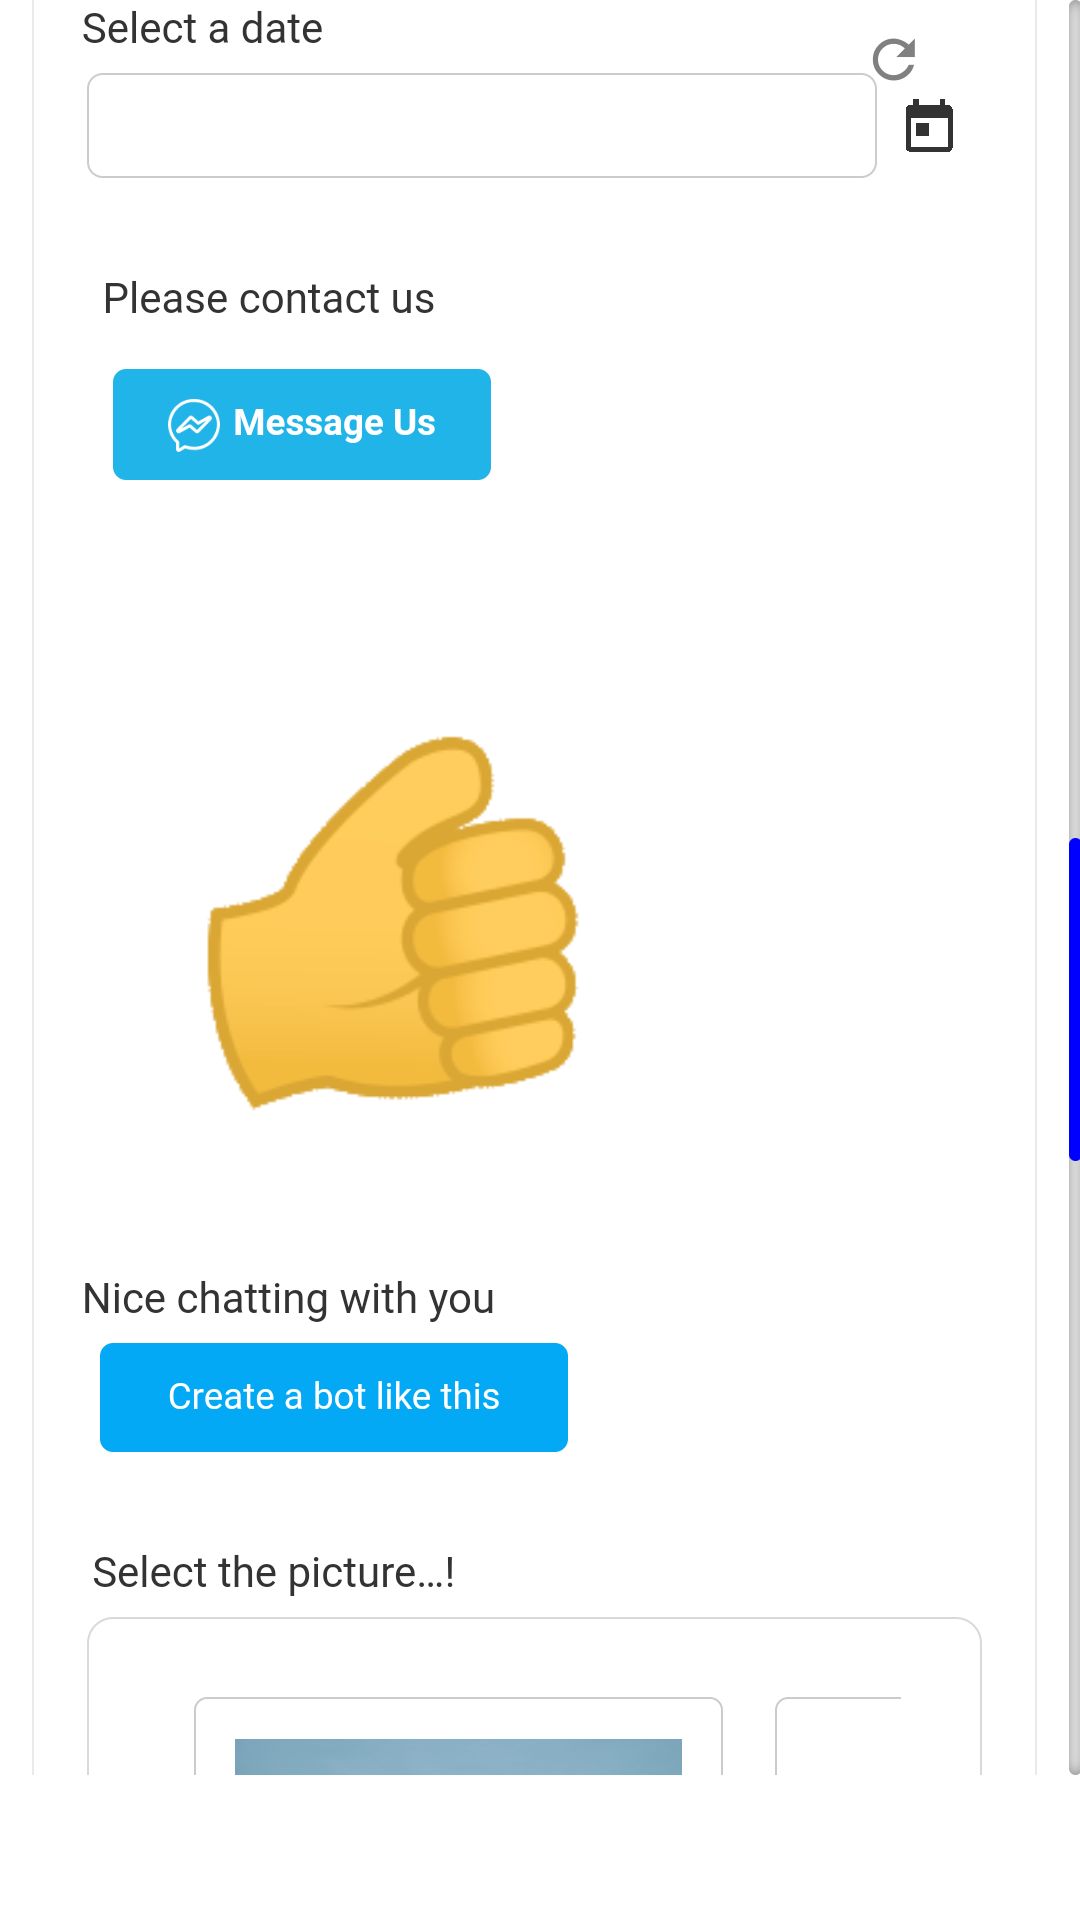 Select a date
Please contact us
Message Us
Nice chatting with you
Create a bot like this
Select the picture...!